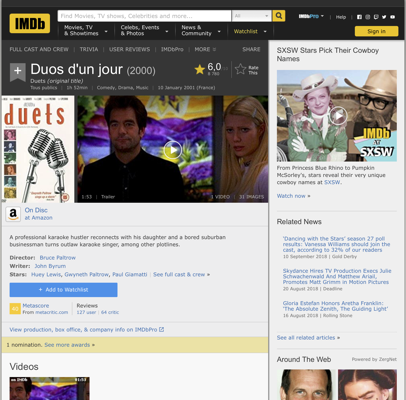 IMDb
Find Movies, TV shows, Celebrities and more...
All
Movies, TV & Showtimes
Celebs, Events & Photos
News & Community
Watchlist
IMDbPro
Help
Sign in
FULL CAST AND CREW | TRIVIA | USER REVIEWS | IMDbPro | MORE
SHARE
Duos d'un jour (2000)
Duets (original title)
Tous publics | 1h 52min | Comedy, Drama, Music | 10 January 2001 (France)
6,0
Rate This
duets
1:53 | Trailer
1 VIDEO | 31 IMAGES
On Disc
at Amazon
A professional karaoke hustler reconnects with his daughter and a bored suburban
businessman turns outlaw karaoke singer, among other plotlines.
Director: Bruce Paltrow
Writer: John Byrum
Stars: Huey Lewis, Gwyneth Paltrow, Paul Giamatti | See full cast & crew »
+ Add to Watchlist
Metascore
From metacritic.com
Reviews
127 user | 64 critic
View production, box office, & company info on IMDbPro
1 nomination. See more awards »
Videos
SXSW Stars Pick Their Cowboy
Names
IMDb
AT
SXSW
From Princess Blue Rhino to Pumpkin
McSorley's, stars reveal their very unique
cowboy names at SXSW.
Watch now »
Related News
'Dancing with the Stars' season 27 poll
results: Vanessa Williams should join the
cast, according to 32% of our readers
10 September 2018 | Gold Derby
Skydance Hires TV Production Execs Julie
Schwachenwald And Matthew Arial,
Promotes Matt Grimm in Motion Pictures
20 August 2018 | Deadline
Gloria Estefan Honors Aretha Franklin:
'The Absolute Zenith, The Guiding Light'
16 August 2018 | Rolling Stone
See all related articles »
Around The Web
Powered by ZergNet